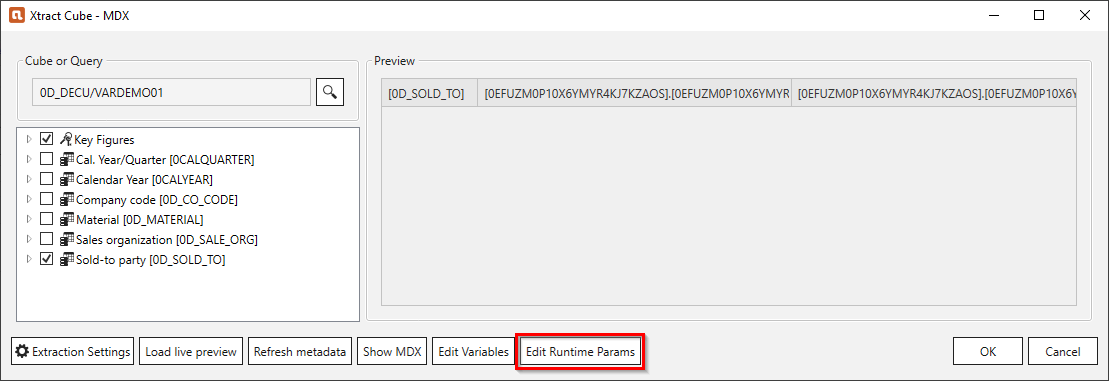 Xtract Cube - MDX
Cube or Query
0D_DECU/VARDEMO01
Key Figures
Cal. Year/Quarter [0CALQUARTER]
Calendar Year [0CALYEAR]
Company code [0D_CO_CODE]
Material [0D_MATERIAL]
Sales organization [0D_SALE_ORG]
Sold-to party [0D_SOLD_TO]
Preview
[0D_SOLD_TO] [0EFUZM0P10X6YMYR4KJ7KZAOS].[0EFUZM0P10X6YMYR [0EFUZM0P10X6YMYR4KJ7KZAOS].[0EFUZM0P10X6YMYR
Extraction Settings Load live preview Refresh metadata Show MDX Edit Variables Edit Runtime Params OK Cancel